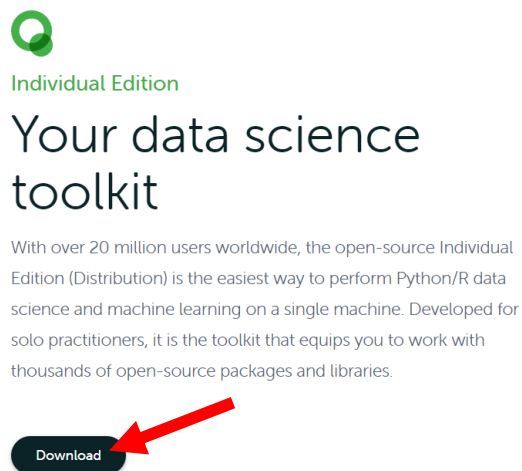 Individual Edition
Your data science
toolkit
With over 20 million users worldwide, the open-source Individual
Edition (Distribution) is the easiest way to perform Python/R data
science and machine learning on a single machine. Developed for
solo practitioners, it is the toolkit that equips you to work with
thousands of open-source packages and libraries.
Download